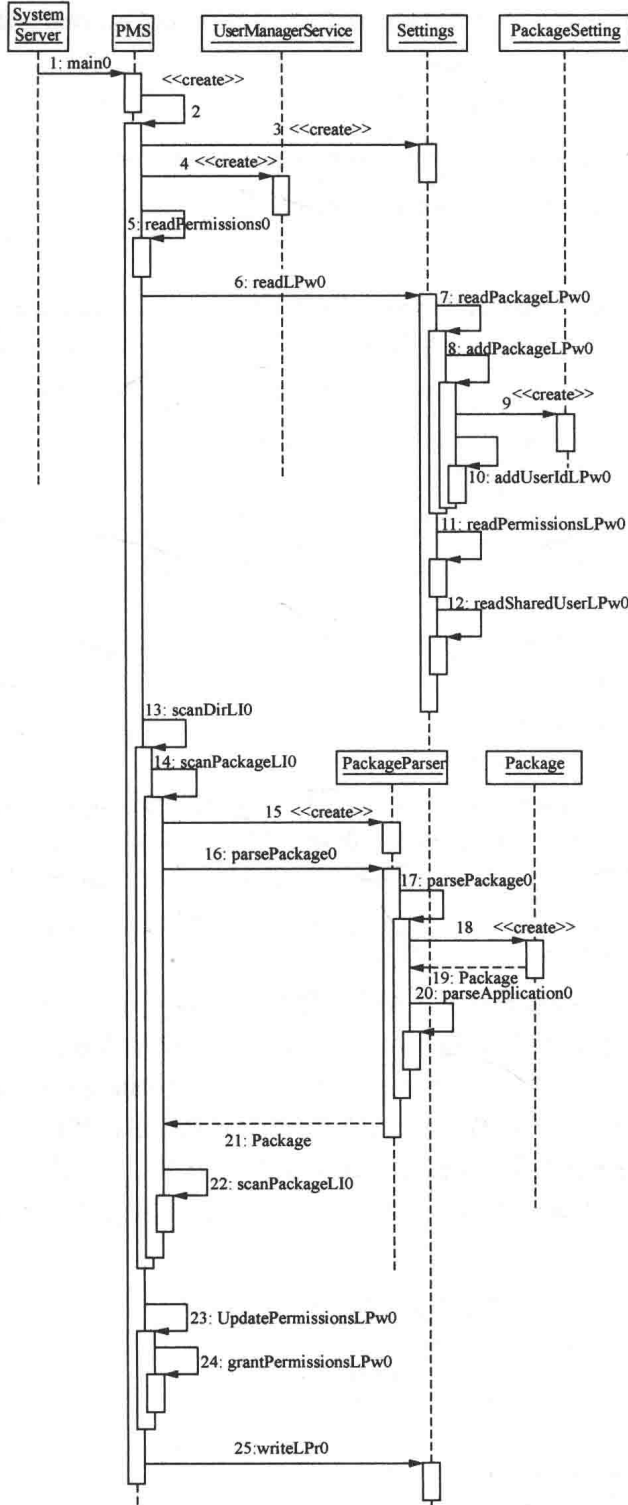 System
Server
PMS
UserManagerService
Settings
PackageSetting
1: main0
<<create>>
2
3 <<create>>
4 <<create>>
5: readPermissions0
6: readLPw0
7: readPackageLPw0
8: addPackageLPw0
9 <<create>>
10: addUserIdLPw0
11: readPermissionsLPw0
12: readSharedUserLPw0
13: scanDirLI0
14: scanPackageLI0
PackageParser
Package
15 <<create>>
16: parsePackage0
17: parsePackage0
18 <<create>>
19: Package
20: parseApplication0
21: Package
22: scanPackageLI0
23: UpdatePermissionsLPw0
24: grantPermissionsLPw0
25:writeLPr0